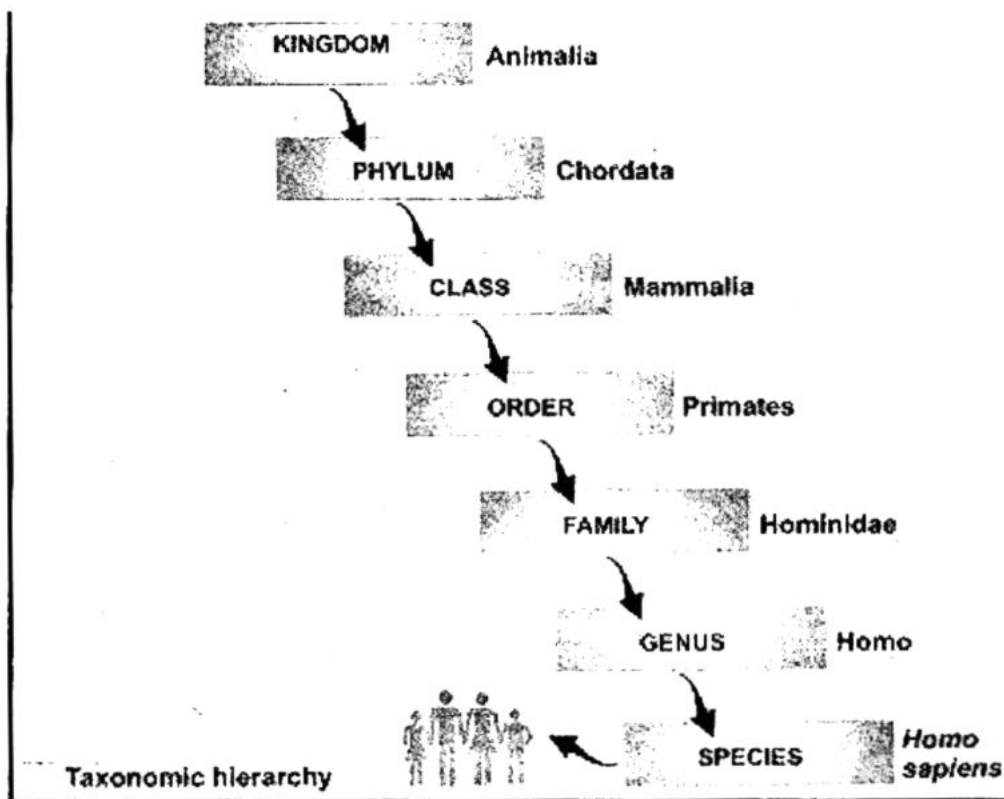 KINGDOM Animalia
PHYLUM Chordata
CLASS Mammalia
ORDER Primates
FAMILY Hominidae
GENUS Homo
SPECIES Homo
sapiens
Taxonomic hierarchy